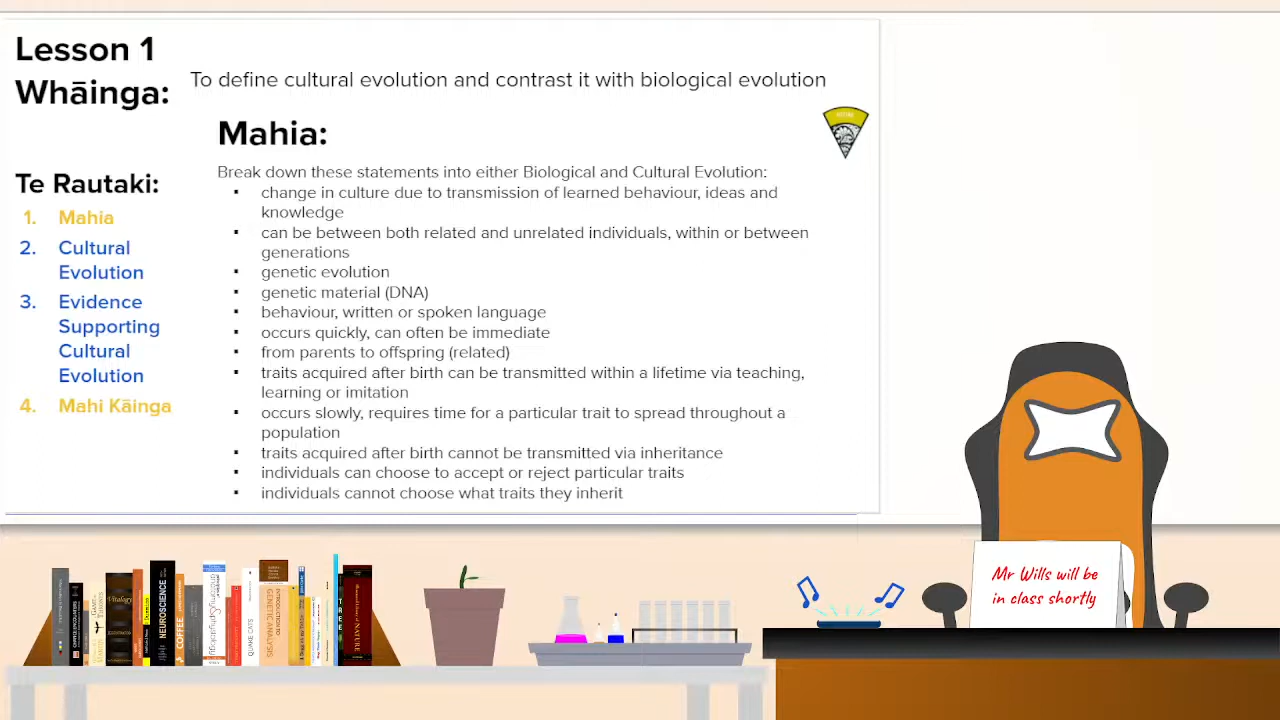 Lesson 1
Whāinga:
To define cultural evolution and contrast it with biological evolution
Mahia:
Te Rautaki:
1. Mahia
2. Cultural
Evolution
3. Evidence
Supporting
Cultural
Evolution
4. Mahi Kāinga
Break down these statements into either Biological and Cultural Evolution:
▪ change in culture due to transmission of learned behaviour, ideas and
knowledge
▪ can be between both related and unrelated individuals, within or between
generations
▪ genetic evolution
▪ genetic material (DNA)
▪ behaviour, written or spoken language
▪ occurs quickly, can often be immediate
▪ from parents to offspring (related)
▪ traits acquired after birth can be transmitted within a lifetime via teaching,
learning or imitation
▪ occurs slowly, requires time for a particular trait to spread throughout a
population
▪ traits acquired after birth cannot be transmitted via inheritance
▪ individuals can choose to accept or reject particular traits
▪ individuals cannot choose what traits they inherit
Mr Wills will be
in class shortly
Vitalogy
NEUROSCIENCE
COFFEE
QUAKE CATS
GENETIC ANALYSIS
NATURE